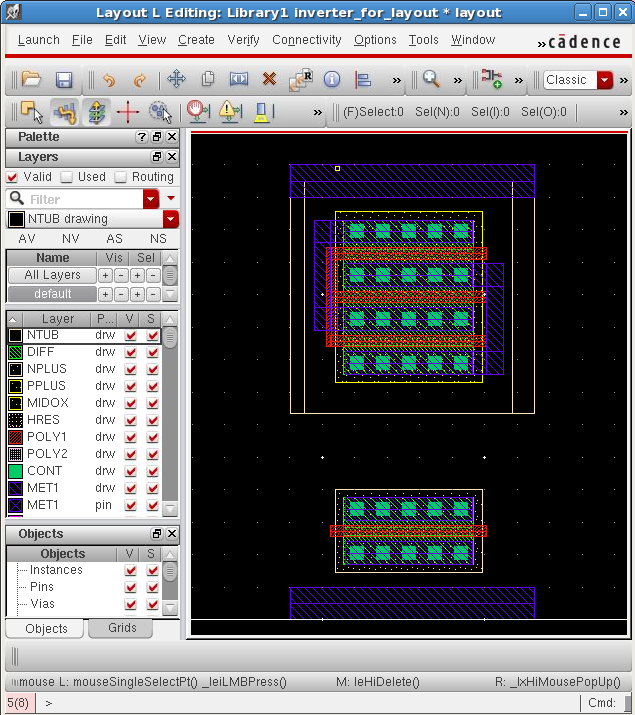 Layout L Editing: Library1 inverter_for_layout * layout
Launch File Edit View Create Verify Connectivity Options Tools Window » cādence
» » » Classic »
» (F)Select:0 Sel(N):0 Sel(I):0 Sel(O):0 »
Palette
Layers
Valid Used Routing
Filter
NTUB drawing
AV NV AS NS
Name Vis Sel
All Layers + - + -
default + - + -
Layer P... V S
NTUB drw
DIFF drw
NPLUS drw
PPLUS drw
MIDOX drw
HRES drw
POLY1 drw
POLY2 drw
CONT drw
MET1 drw
MET1 pin
Objects
Objects V S
Instances
Pins
Vias
Objects Grids
mouse L: mouseSingleSelectPt() _leiLMBPress() M: leHiDelete() R: _lxHiMousePopUp()
5(8) > Cmd: